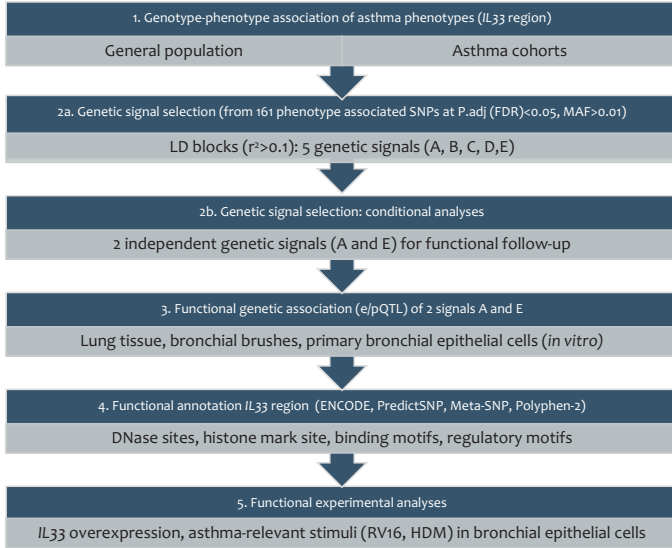 1. Genotype-phenotype association of asthma phenotypes (IL33 region)
General population
Asthma cohorts
2a. Genetic signal selection (from 161 phenotype associated SNPs at P.adj (FDR)<0.05, MAF>0.01)
LD blocks (r²>0.1): 5 genetic signals (A, B, C, D,E)
2b. Genetic signal selection: conditional analyses
2 independent genetic signals (A and E) for functional follow-up
3. Functional genetic association (e/pQTL) of 2 signals A and E
Lung tissue, bronchial brushes, primary bronchial epithelial cells (in vitro)
4. Functional annotation IL33 region (ENCODE, PredictSNP, Meta-SNP, Polyphen-2)
DNase sites, histone mark site, binding motifs, regulatory motifs
5. Functional experimental analyses
IL33 overexpression, asthma-relevant stimuli (RV16, HDM) in bronchial epithelial cells